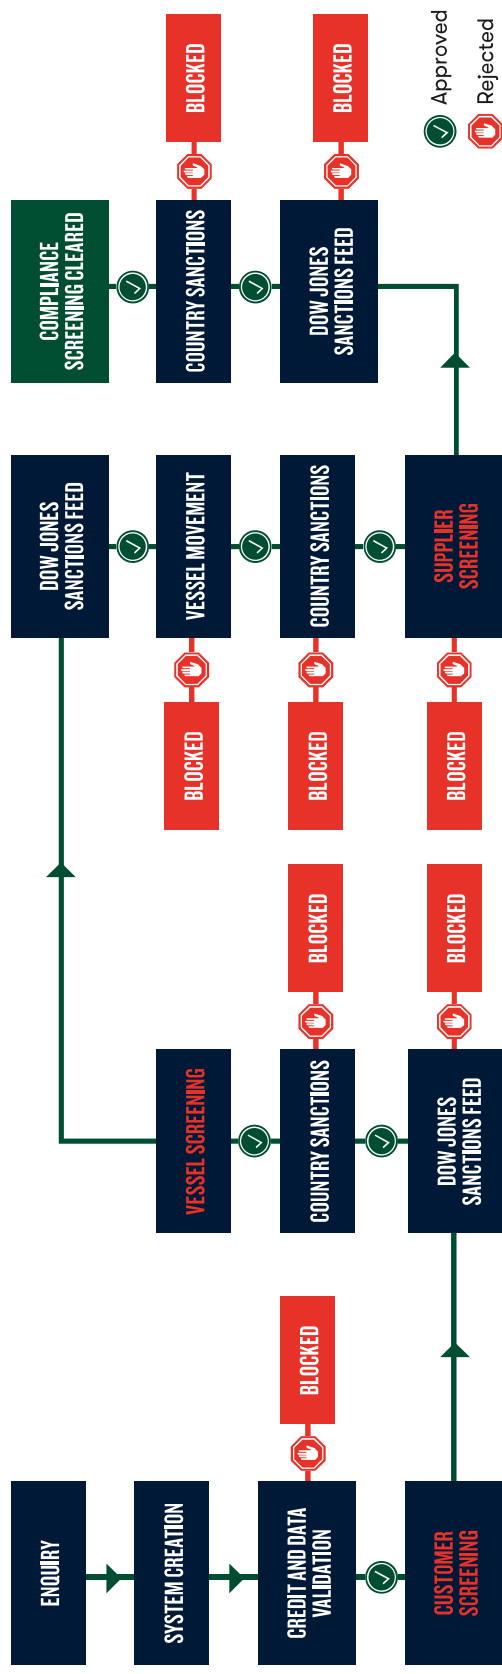 ENQUIRY
SYSTEM CREATION
CREDIT AND DATA
VALIDATION
BLOCKED
CUSTOMER
SCREENING
DOW JONES
SANCTIONS FEED
BLOCKED
COUNTRY SANCTIONS
BLOCKED
VESSEL SCREENING
DOW JONES
SANCTIONS FEED
VESSEL MOVEMENT
BLOCKED
COUNTRY SANCTIONS
BLOCKED
SUPPLIER
SCREENING
BLOCKED
DOW JONES
SANCTIONS FEED
BLOCKED
COUNTRY SANCTIONS
BLOCKED
COMPLIANCE
SCREENING CLEARED
Approved
Rejected